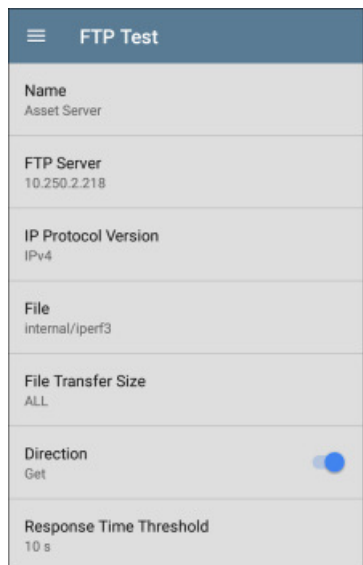 FTP Test
Name
Asset Server
FTP Server
10.250.2.218
IP Protocol Version
IPv4
File
internal/iperf3
File Transfer Size
ALL
Direction
Get
Response Time Threshold
10 s